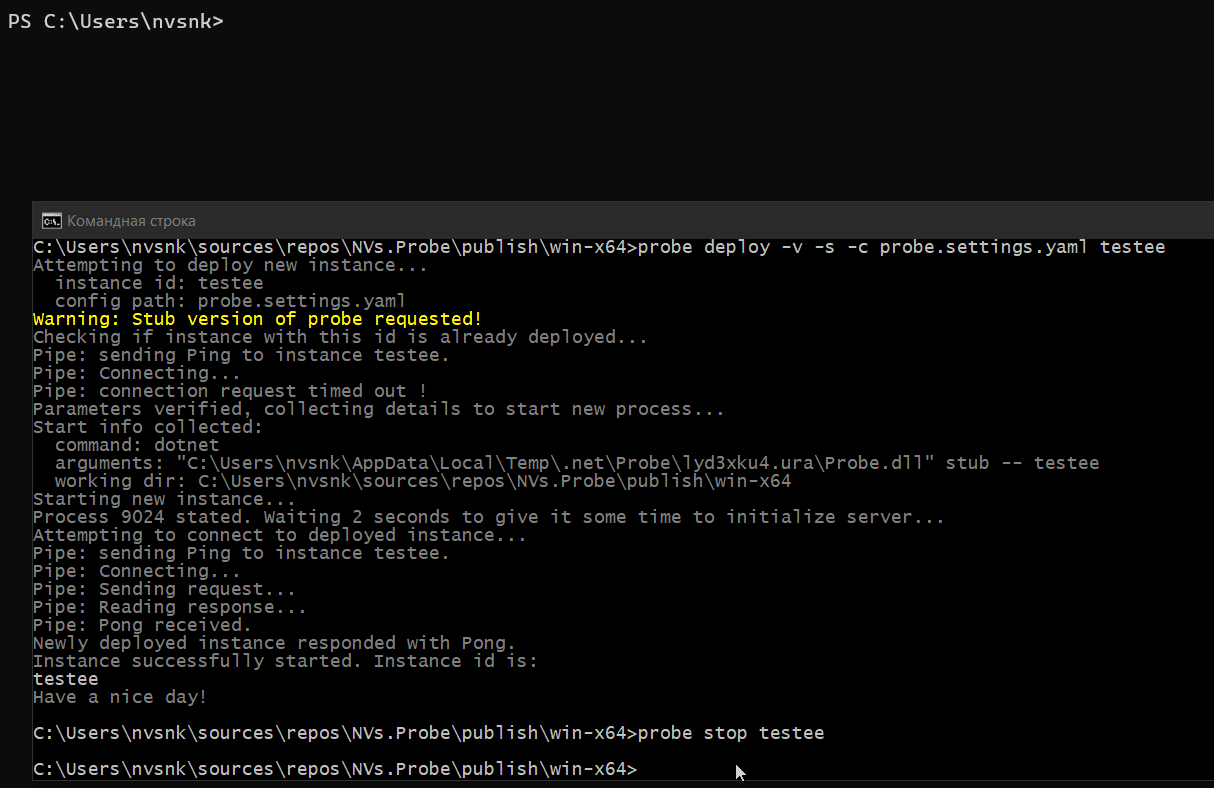 PS C:\Users\nvsnk>
Командная строка
C:\Users\nvsnk\sources\repos\NVs.Probe\publish\win-x64>probe deploy -v -s -c probe.settings.yaml testee
Attempting to deploy new instance...
  instance id: testee
  config path: probe.settings.yaml
Warning: Stub version of probe requested!
Checking if instance with this id is already deployed...
Pipe: sending Ping to instance testee.
Pipe: Connecting...
Pipe: connection request timed out !
Parameters verified, collecting details to start new process...
Start info collected:
  command: dotnet
  arguments: "C:\Users\nvsnk\AppData\Local\Temp\.net\Probe\lyd3xku4.ura\Probe.dll" stub -- testee
  working dir: C:\Users\nvsnk\sources\repos\NVs.Probe\publish\win-x64
Starting new instance...
Process 9024 stated. Waiting 2 seconds to give it some time to initialize server...
Attempting to connect to deployed instance...
Pipe: sending Ping to instance testee.
Pipe: Connecting...
Pipe: Sending request...
Pipe: Reading response...
Pipe: Pong received.
Newly deployed instance responded with Pong.
Instance successfully started. Instance id is:
testee
Have a nice day!
C:\Users\nvsnk\sources\repos\NVs.Probe\publish\win-x64>probe stop testee
C:\Users\nvsnk\sources\repos\NVs.Probe\publish\win-x64>